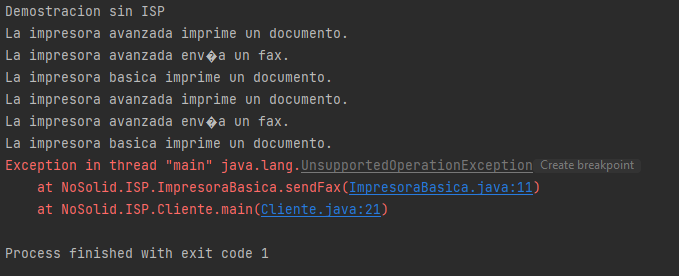 Demostracion sin ISP
La impresora avanzada imprime un documento.
La impresora avanzada env�a un fax.
La impresora basica imprime un documento.
La impresora avanzada imprime un documento.
La impresora avanzada env�a un fax.
La impresora basica imprime un documento.
Exception in thread "main" java.lang.UnsupportedOperationException Create breakpoint
    at NoSolid.ISP.ImpresoraBasica.sendFax(ImpresoraBasica.java:11)
    at NoSolid.ISP.Cliente.main(Cliente.java:21)
Process finished with exit code 1